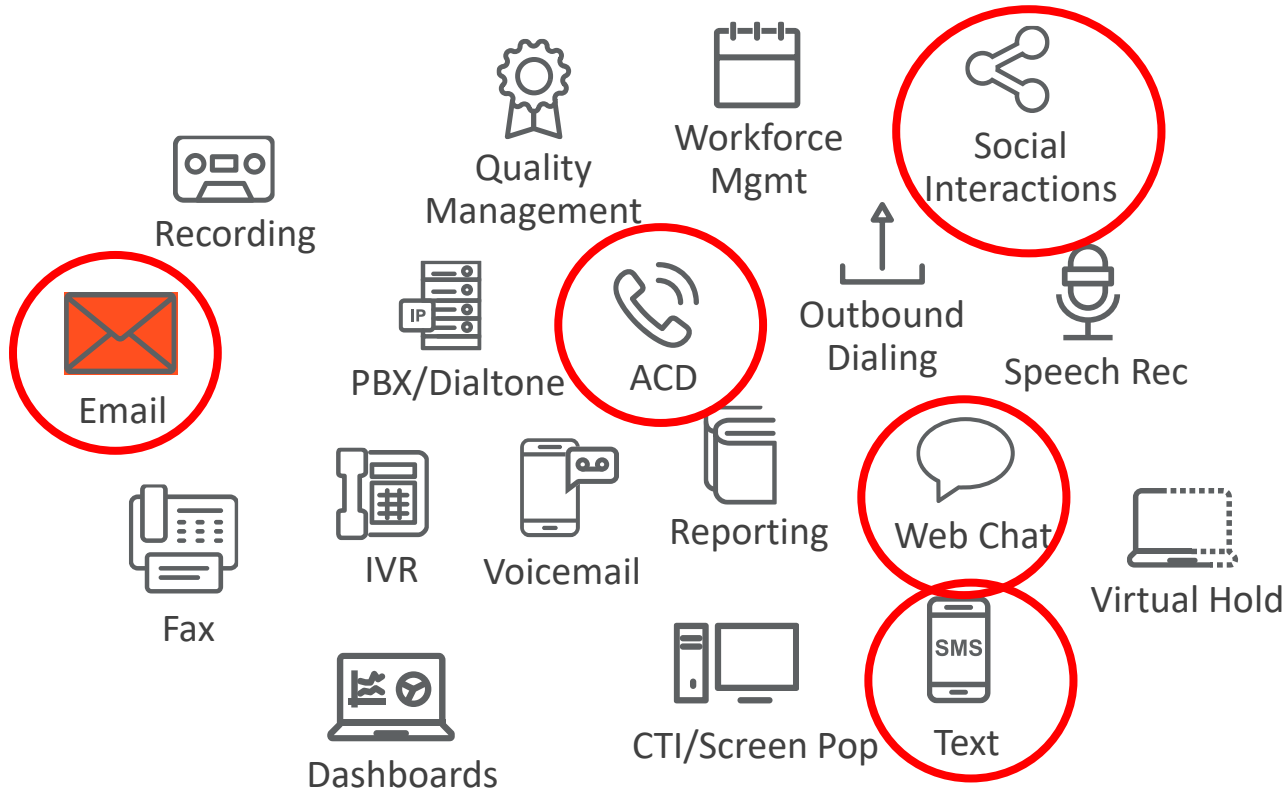 Workforce
Mgmt
Social
Interactions
Quality
Management
Recording
IP
PBX/Dialtone
ACD
Outbound
Dialing
Speech Rec
Email
IVR
Voicemail
Reporting
Web Chat
Virtual Hold
Fax
SMS
Text
CTI/Screen Pop
Dashboards